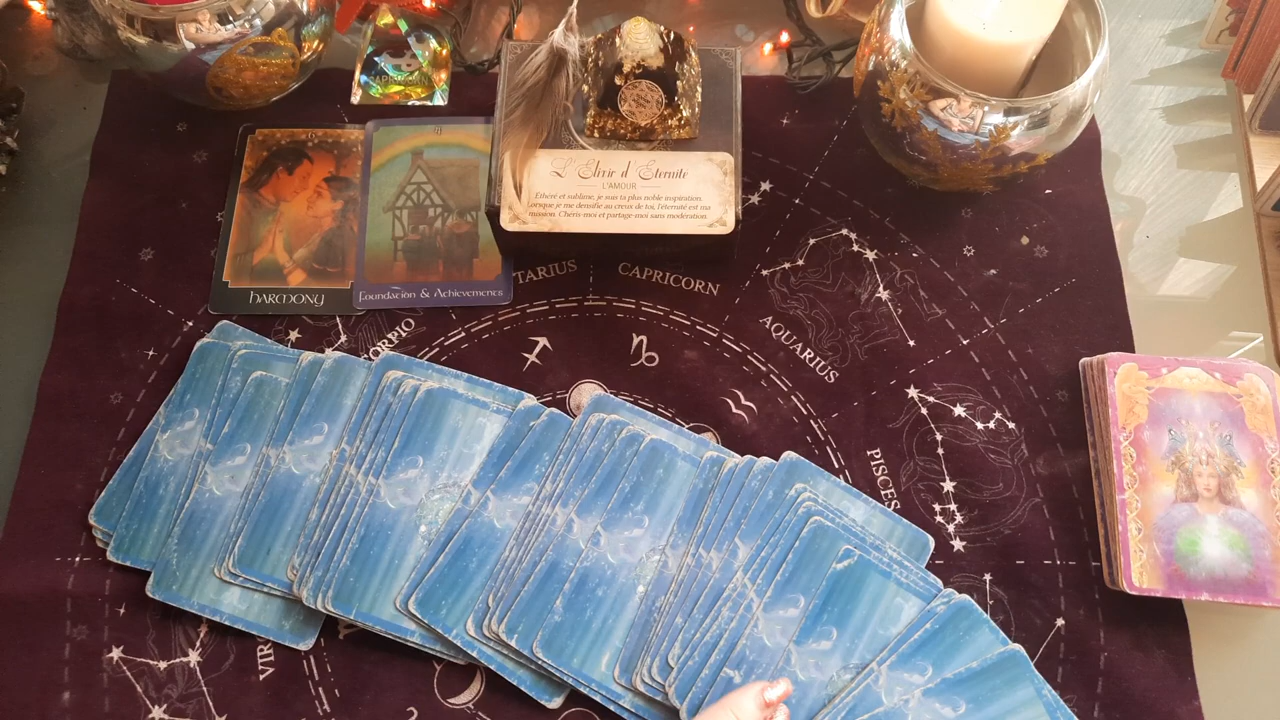 CAPRICORN
6
HARMONY
Foundation & Achievements
L'Elixir d'Eternité
L'AMOUR
Ethéré et sublime, je suis ta plus noble inspiration.
Lorsque je me densifie au creux de toi, l'éternité est ma
mission. Chéris-moi et partage-moi sans modération.
TARIUS
CAPRICORN
ORPIO
AQUARIUS
PISCES
VIR